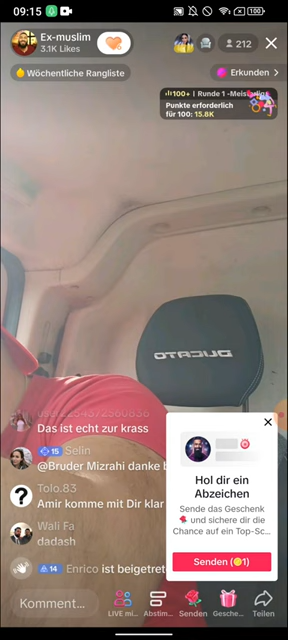 09:15
100
Ex-muslim
3.1K Likes
212
Wöchentliche Rangliste
Erkunden >
100+ | Runde 1 -Meisterliga
Punkte erforderlich
für 100: 15.8K
DUCATO
user2254372560838
Das ist echt zur krass
15 Selin
@Bruder Mizrahi danke
Tolo.83
Amir komme mit Dir klar
Wali Fa
dadash
14 Enrico ist beigetret
Hol dir ein
Abzeichen
Sende das Geschenk
und sichere dir die
Chance auf ein Top-Sc...
Senden (1)
Komment...
LIVE mi...
Abstim...
Senden
Gesche...
Teilen